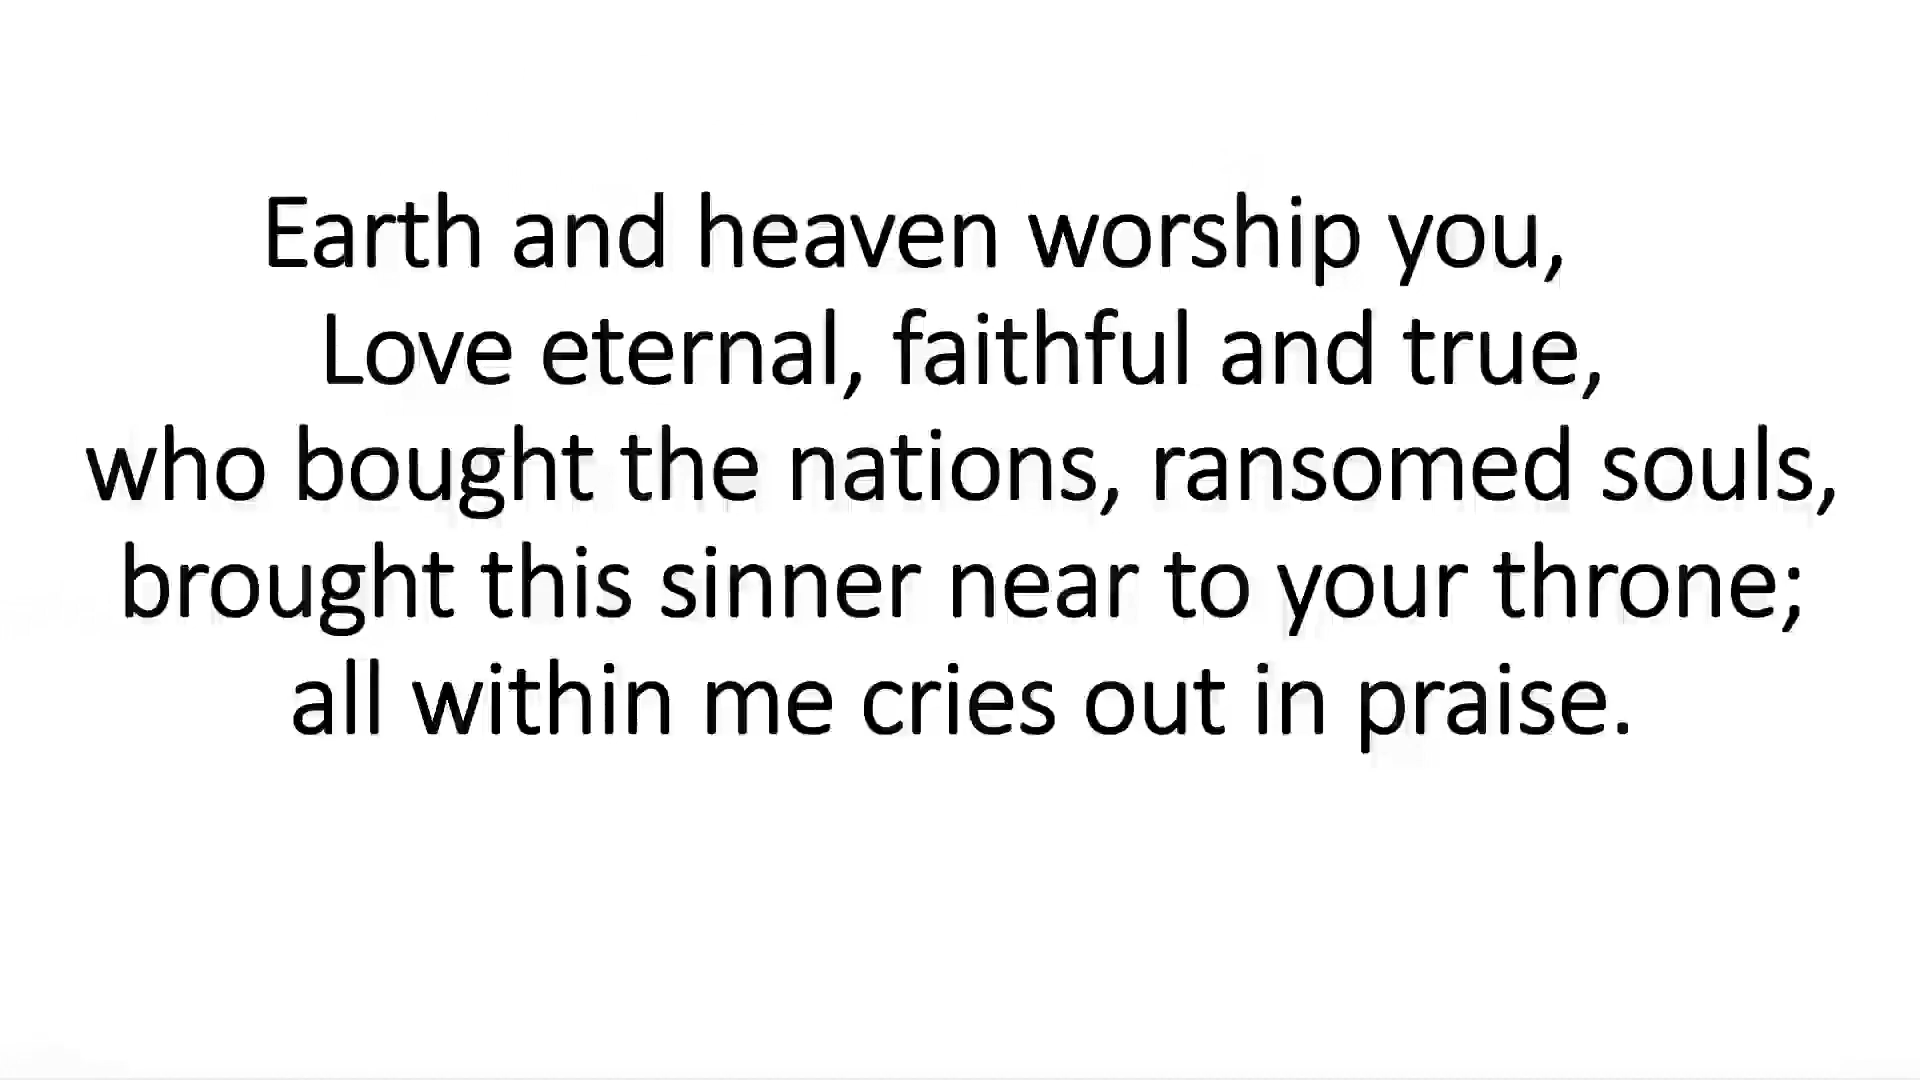 Earth and heaven worship you,
Love eternal, faithful and true,
who bought the nations, ransomed souls,
brought this sinner near to your throne;
all within me cries out in praise.